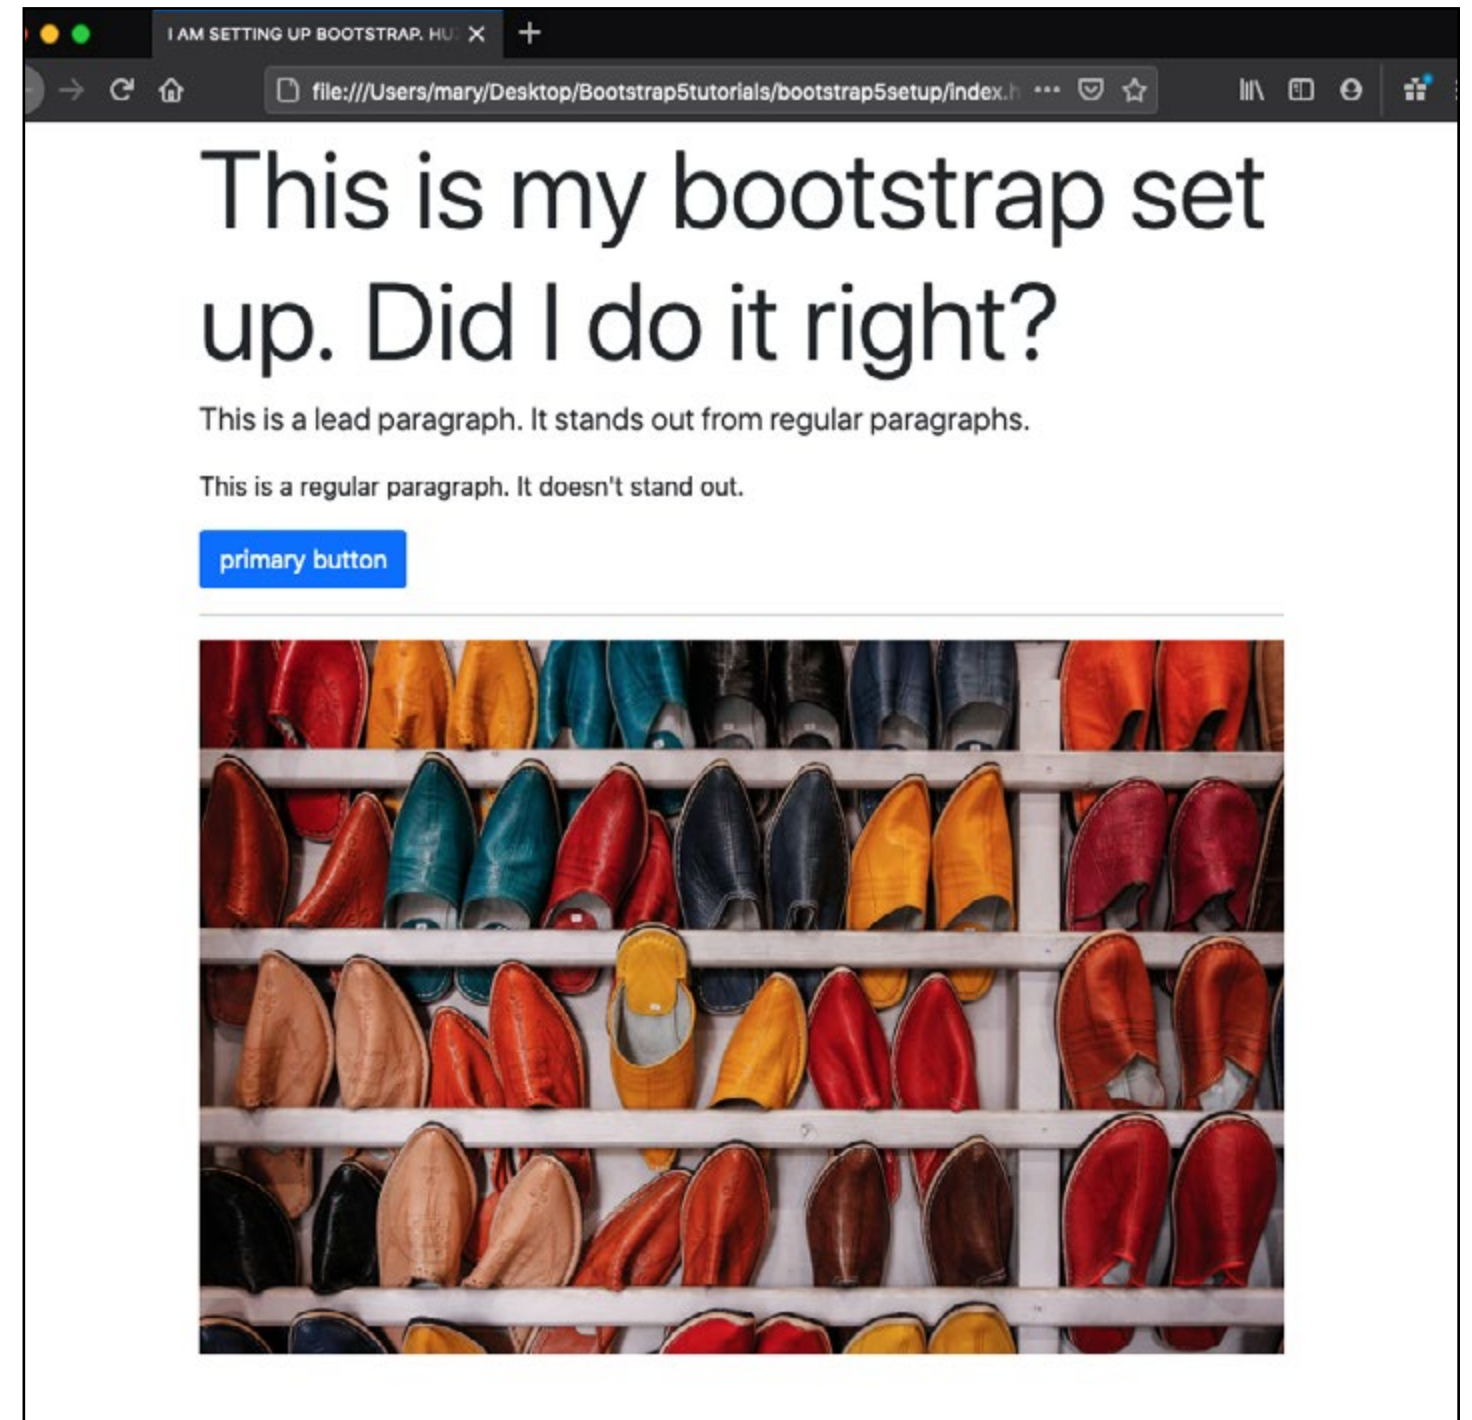 I AM SETTING UP BOOTSTRAP. HU
file:///Users/mary/Desktop/Bootstrap5tutorials/bootstrap5setup/index.h
This is my bootstrap set
up. Did I do it right?
This is a lead paragraph. It stands out from regular paragraphs.
This is a regular paragraph. It doesn't stand out.
primary button